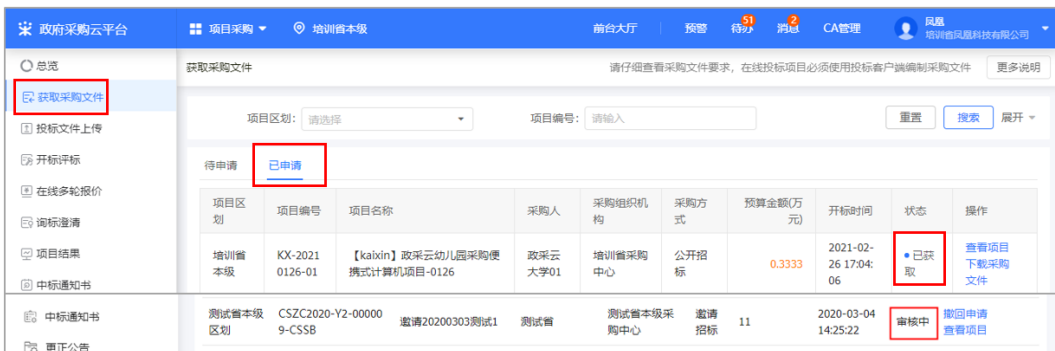 政府采购云平台 项目采购 培训省本级 前台大厅 预警 待办 51 消息 2 CA管理 凤凰
培训省凤凰科技有限公司
总览
获取采购文件
投标文件上传
开标评标
在线多轮报价
询标澄清
项目结果
中标通知书
获取采购文件 请仔细查看采购文件要求，在线投标项目必须使用投标客户端编制采购文件 更多说明
项目区划： 请选择 项目编号： 请输入 重置 搜索 展开
待申请 已申请
项目区划 项目编号 项目名称 采购人 采购组织机构 采购方式 预算金额(万元) 开标时间 状态 操作
培训省 KX-2021 【kaixin】政采云幼儿园采购便 政采云 培训省采购 公开招 0.3333 2021-02- 已获 查看项目
本级 0126-01 携式计算机项目-0126 大学01 中心 标 26 17:04: 取 下载采购
06 文件
中标通知书
更正公告
测试省本级 CSZC2020-Y2-00000 邀请20200303测试1 测试省 测试省本级采 邀请 11 2020-03-04 审核中 撤回申请
区划 9-CSSB 购中心 招标 14:25:22 查看项目